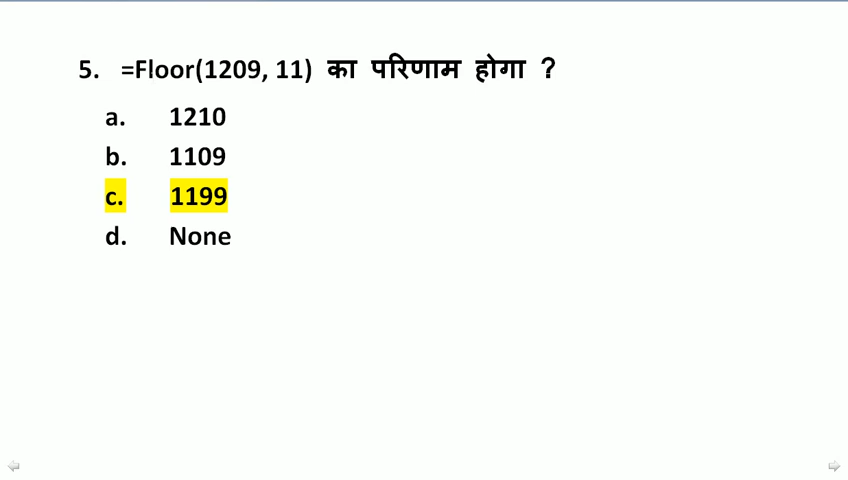 5. =Floor(1209, 11) का परिणाम होगा ?
a. 1210
b. 1109
c. 1199
d. None